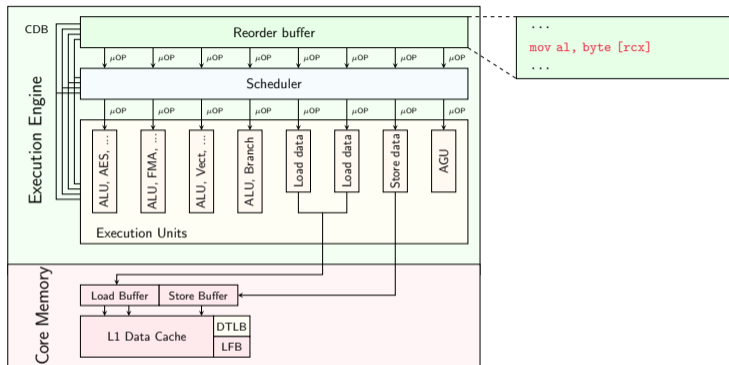 CDB
Reorder buffer
...
mov al, byte [rcx]
...
μOP μOP μOP μOP μOP μOP μOP μOP
Scheduler
μOP μOP μOP μOP μOP μOP μOP μOP
Execution Engine
ALU, AES, ...
ALU, FMA, ...
ALU, Vect, ...
ALU, Branch
Load data
Load data
Store data
AGU
Execution Units
Core Memory
Load Buffer
Store Buffer
L1 Data Cache
DTLB
LFB